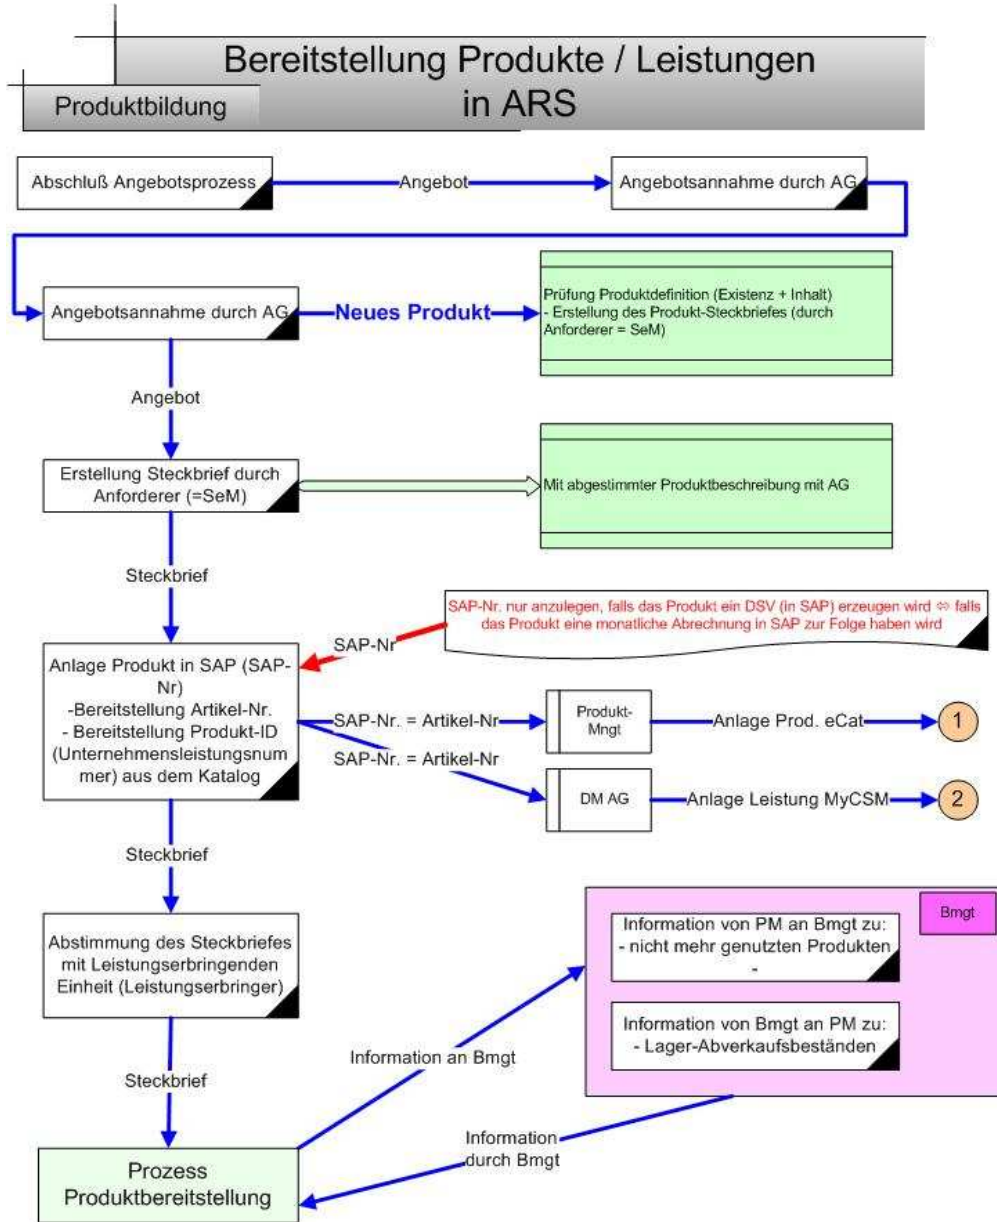 Bereitstellung Produkte / Leistungen
in ARS
Produktbildung
Abschluß Angebotsprozess
Angebot
Angebotsannahme durch AG
Angebotsannahme durch AG
Neues Produkt
Prüfung Produktdefinition (Existenz + Inhalt)
- Erstellung des Produkt-Steckbriefes (durch
Anforderer = SeM)
Angebot
Erstellung Steckbrief durch
Anforderer (=SeM)
Mit abgestimmter Produktbeschreibung mit AG
Steckbrief
SAP-Nr. nur anzulegen, falls das Produkt ein DSV (in SAP) erzeugen wird ⇔ falls
das Produkt eine monatliche Abrechnung in SAP zur Folge haben wird
SAP-Nr
Anlage Produkt in SAP (SAP-
Nr)
-Bereitstellung Artikel-Nr.
- Bereitstellung Produkt-ID
(Unternehmensleistungsnum
mer) aus dem Katalog
SAP-Nr. = Artikel-Nr
Produkt-
Mngt
Anlage Prod. eCat
1
SAP-Nr. = Artikel-Nr
DM AG
Anlage Leistung MyCSM
2
Steckbrief
Abstimmung des Steckbriefes
mit Leistungserbringenden
Einheit (Leistungserbringer)
Bmgt
Information von PM an Bmgt zu:
- nicht mehr genutzten Produkten
-
Information von Bmgt an PM zu:
- Lager-Abverkaufsbeständen
Information an Bmgt
Steckbrief
Information
durch Bmgt
Prozess
Produktbereitstellung